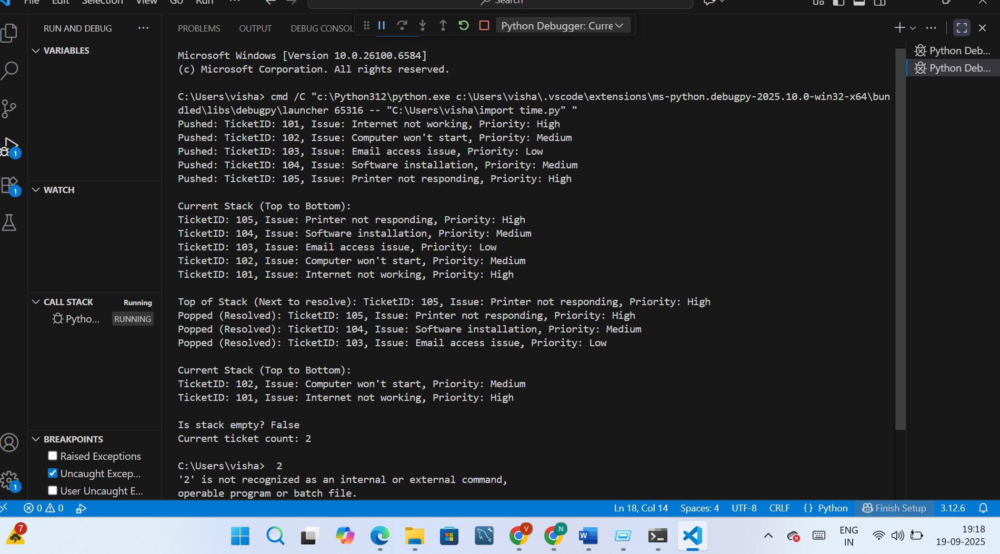 File Edit Selection View Go Run ··· Search
RUN AND DEBUG ···
VARIABLES
WATCH
CALL STACK Running
Pytho... RUNNING
BREAKPOINTS
Raised Exceptions
Uncaught Excep...
User Uncaught E...
PROBLEMS OUTPUT DEBUG CONSOL
Python Debugger: Curre
Python Deb...
Python Deb...
Microsoft Windows [Version 10.0.26100.6584]
(c) Microsoft Corporation. All rights reserved.
C:\Users\visha> cmd /C "c:\Python312\python.exe c:\Users\visha\.vscode\extensions\ms-python.debugpy-2025.10.0-win32-x64\bun
dled\libs\debugpy\launcher 65316 -- "C:\Users\visha\import time.py" "
Pushed: TicketID: 101, Issue: Internet not working, Priority: High
Pushed: TicketID: 102, Issue: Computer won't start, Priority: Medium
Pushed: TicketID: 103, Issue: Email access issue, Priority: Low
Pushed: TicketID: 104, Issue: Software installation, Priority: Medium
Pushed: TicketID: 105, Issue: Printer not responding, Priority: High
Current Stack (Top to Bottom):
TicketID: 105, Issue: Printer not responding, Priority: High
TicketID: 104, Issue: Software installation, Priority: Medium
TicketID: 103, Issue: Email access issue, Priority: Low
TicketID: 102, Issue: Computer won't start, Priority: Medium
TicketID: 101, Issue: Internet not working, Priority: High
Top of Stack (Next to resolve): TicketID: 105, Issue: Printer not responding, Priority: High
Popped (Resolved): TicketID: 105, Issue: Printer not responding, Priority: High
Popped (Resolved): TicketID: 104, Issue: Software installation, Priority: Medium
Popped (Resolved): TicketID: 103, Issue: Email access issue, Priority: Low
Current Stack (Top to Bottom):
TicketID: 102, Issue: Computer won't start, Priority: Medium
TicketID: 101, Issue: Internet not working, Priority: High
Is stack empty? False
Current ticket count: 2
C:\Users\visha>  2
'2' is not recognized as an internal or external command,
operable program or batch file.
1
1
1
0 0 Ln 18, Col 14 Spaces: 4 UTF-8 CRLF {} Python Finish Setup 3.12.6
7 V N W ENG 19:18
IN 19-09-2025